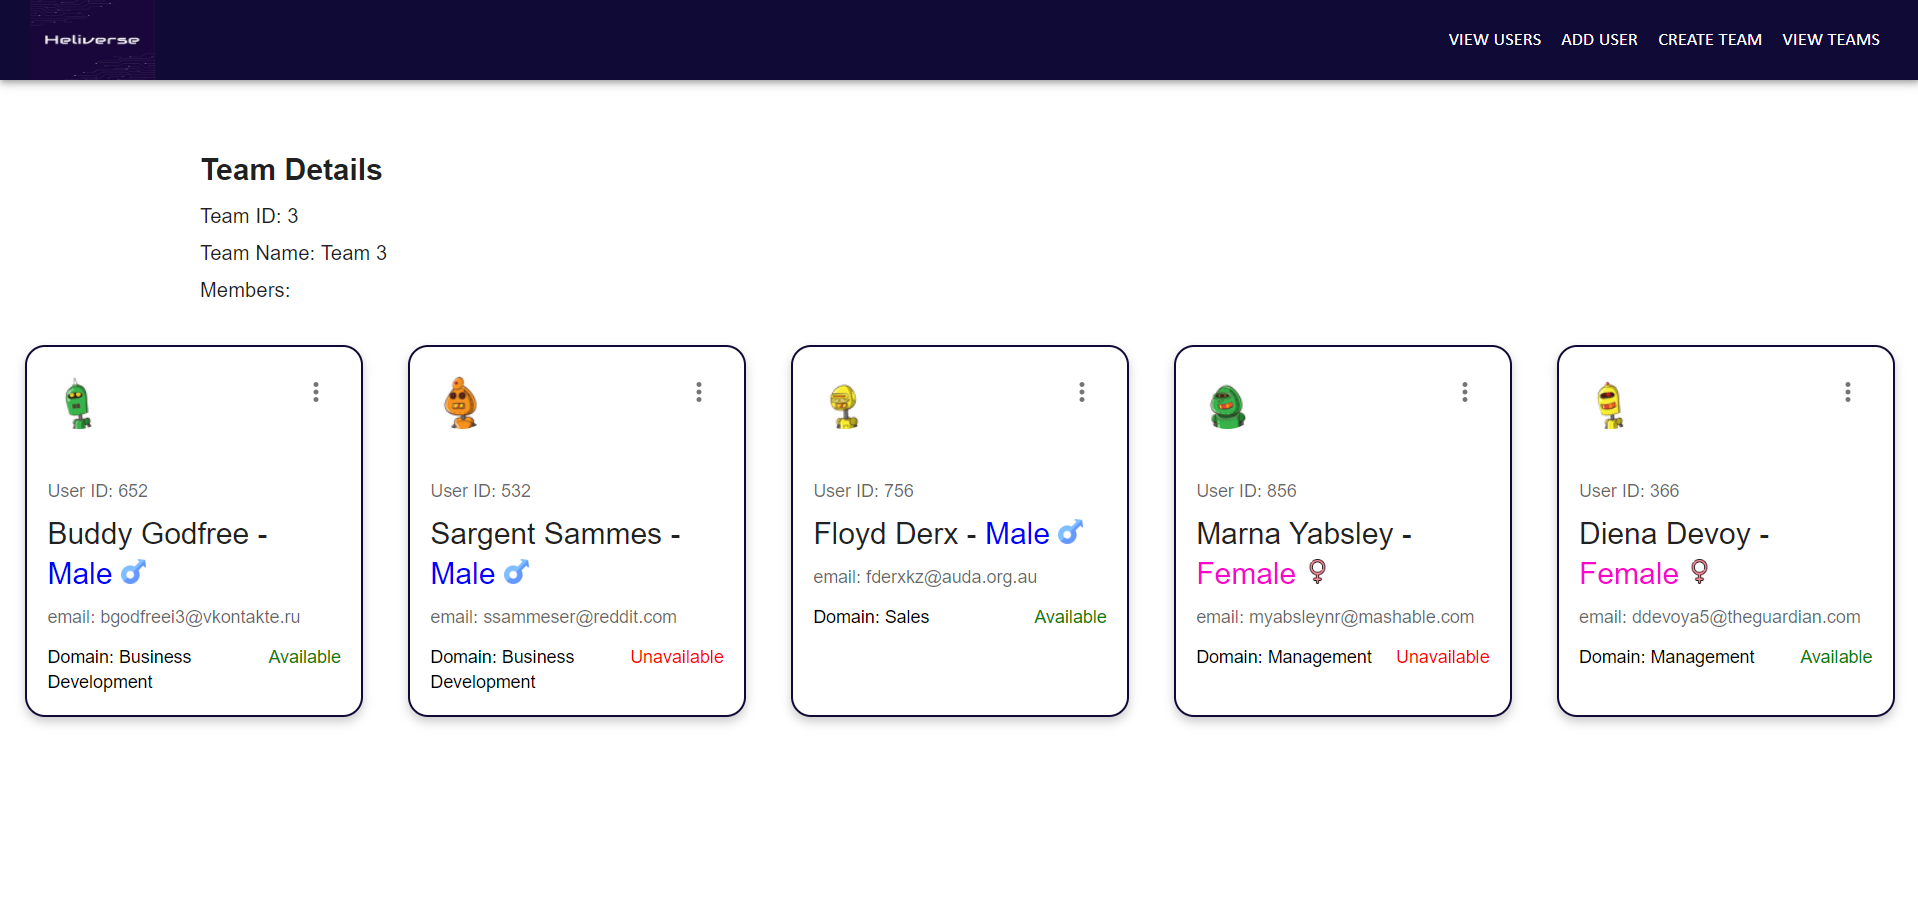 Heliverse
VIEW USERS
ADD USER
CREATE TEAM
VIEW TEAMS
Team Details
Team ID: 3
Team Name: Team 3
Members:
User ID: 652
Buddy Godfree -
Male ♂
email: bgodfreei3@vkontakte.ru
Domain: Business
Development
Available
User ID: 532
Sargent Sammes -
Male ♂
email: ssammeser@reddit.com
Domain: Business
Development
Unavailable
User ID: 756
Floyd Derx - Male ♂
email: fderxkz@auda.org.au
Domain: Sales
Available
User ID: 856
Marna Yabsley -
Female ♀
email: myabsleynr@mashable.com
Domain: Management
Unavailable
User ID: 366
Diena Devoy -
Female ♀
email: ddevoya5@theguardian.com
Domain: Management
Available